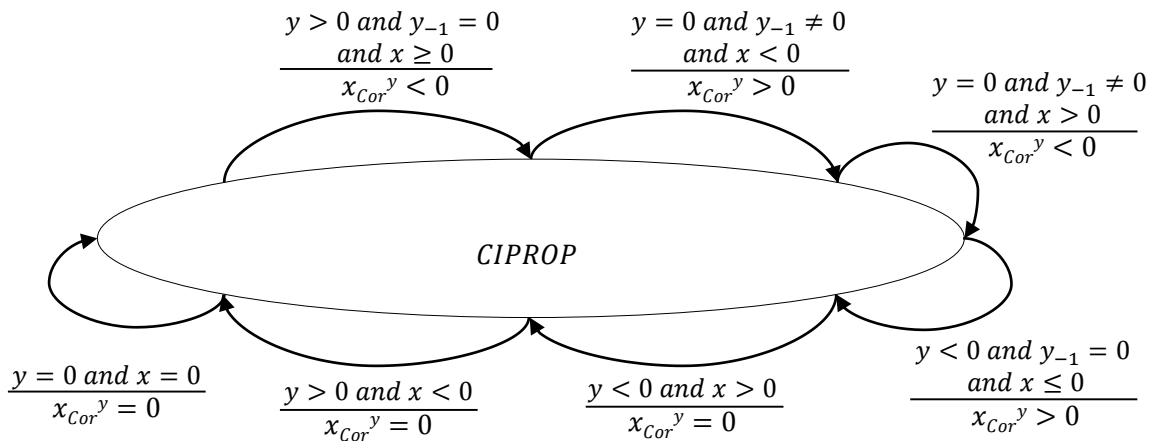 y > 0 and y₋₁ = 0
and x ≥ 0
x_Cor^y < 0
y = 0 and y₋₁ ≠ 0
and x < 0
x_Cor^y > 0
y = 0 and y₋₁ ≠ 0
and x > 0
x_Cor^y < 0
CIPROP
y = 0 and x = 0
x_Cor^y = 0
y > 0 and x < 0
x_Cor^y = 0
y < 0 and x > 0
x_Cor^y = 0
y < 0 and y₋₁ = 0
and x ≤ 0
x_Cor^y > 0